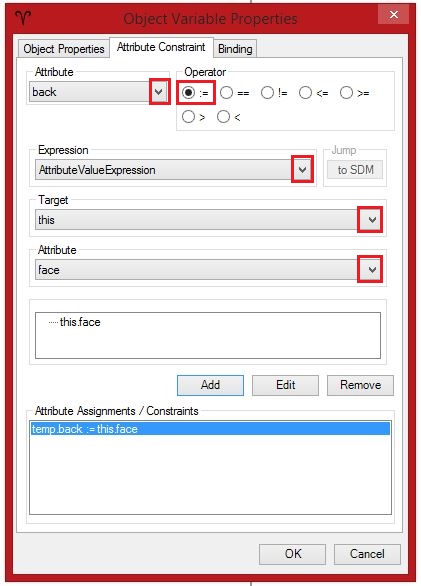 Object Variable Properties
Object Properties Attribute Constraint Binding
Attribute
back
Operator
:= == != <= >=
> <
Expression
AttributeValueExpression
Jump
to SDM
Target
this
Attribute
face
this.face
Add Edit Remove
Attribute Assignments / Constraints
temp.back := this.face
OK Cancel